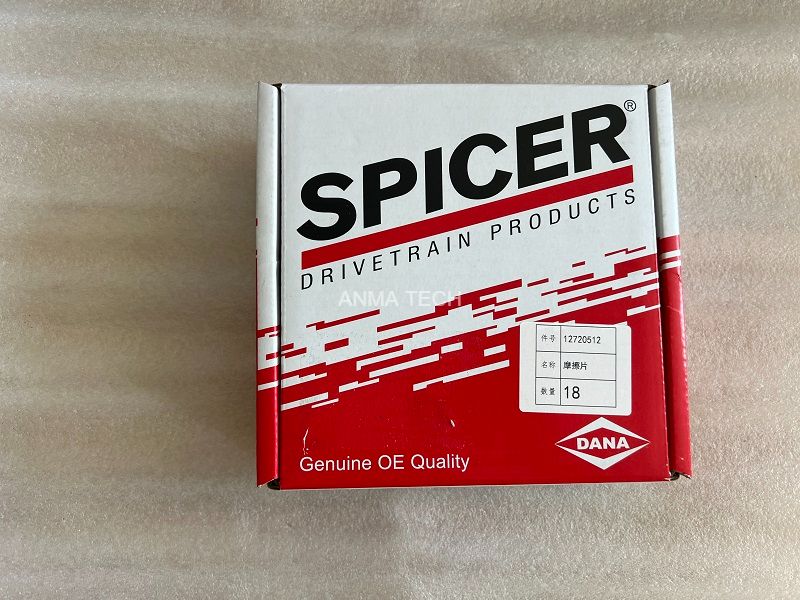 SPICER®
DRIVETRAIN PRODUCTS
ANMA TECH
件号 12720512
名称 摩擦片
数量 18
DANA
Genuine OE Quality